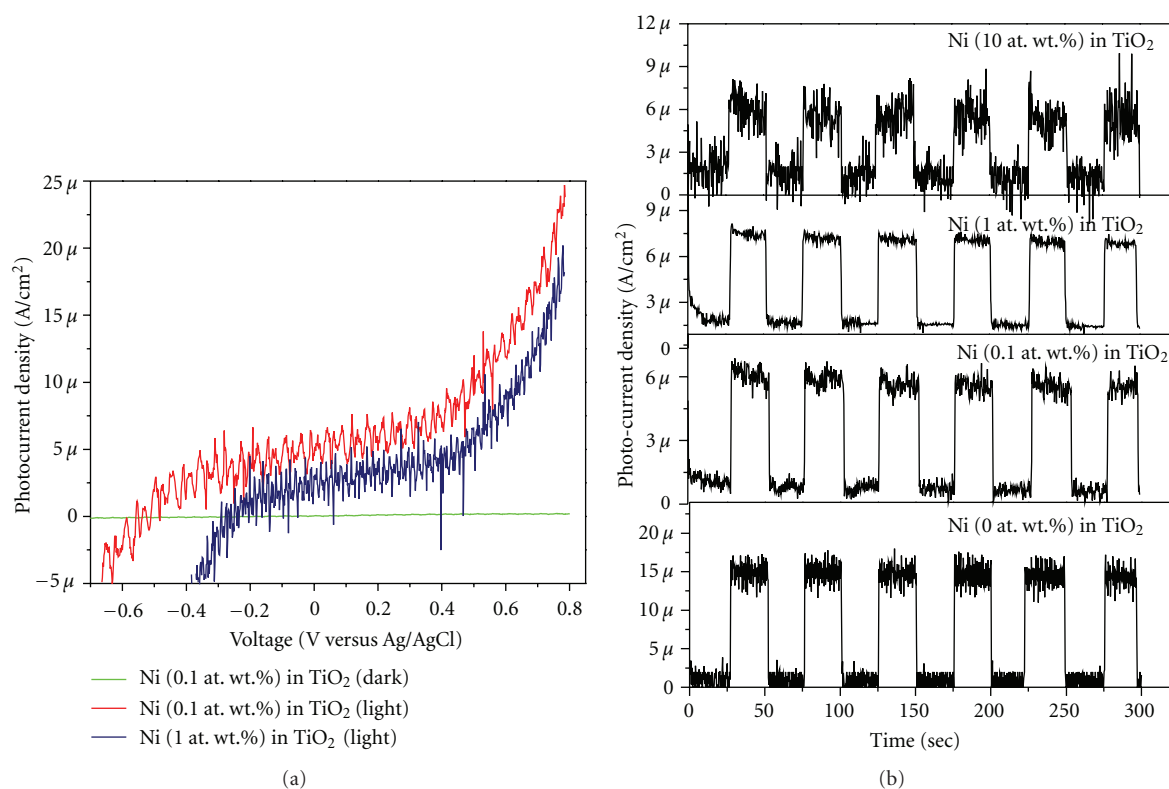 25 μ
20 μ
15 μ
10 μ
5 μ
0
−5 μ
Photocurrent density (A/cm²)
−0.6 −0.4 −0.2 0 0.2 0.4 0.6 0.8
Voltage (V versus Ag/AgCl)
Ni (0.1 at. wt.%) in TiO₂ (dark)
Ni (0.1 at. wt.%) in TiO₂ (light)
Ni (1 at. wt.%) in TiO₂ (light)
(a)
Photo-current density (A/cm²)
12 μ
Ni (10 at. wt.%) in TiO₂
9 μ
6 μ
3 μ
0
9 μ
Ni (1 at. wt.%) in TiO₂
6 μ
3 μ
0
Ni (0.1 at. wt.%) in TiO₂
6 μ
3 μ
0
Ni (0 at. wt.%) in TiO₂
20 μ
15 μ
10 μ
5 μ
0
0 50 100 150 200 250 300
Time (sec)
(b)